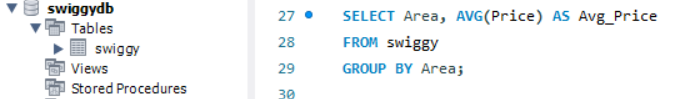 swiggydb
Tables
swiggy
Views
Stored Procedures
27 SELECT Area, AVG(Price) AS Avg_Price
28 FROM swiggy
29 GROUP BY Area;
30